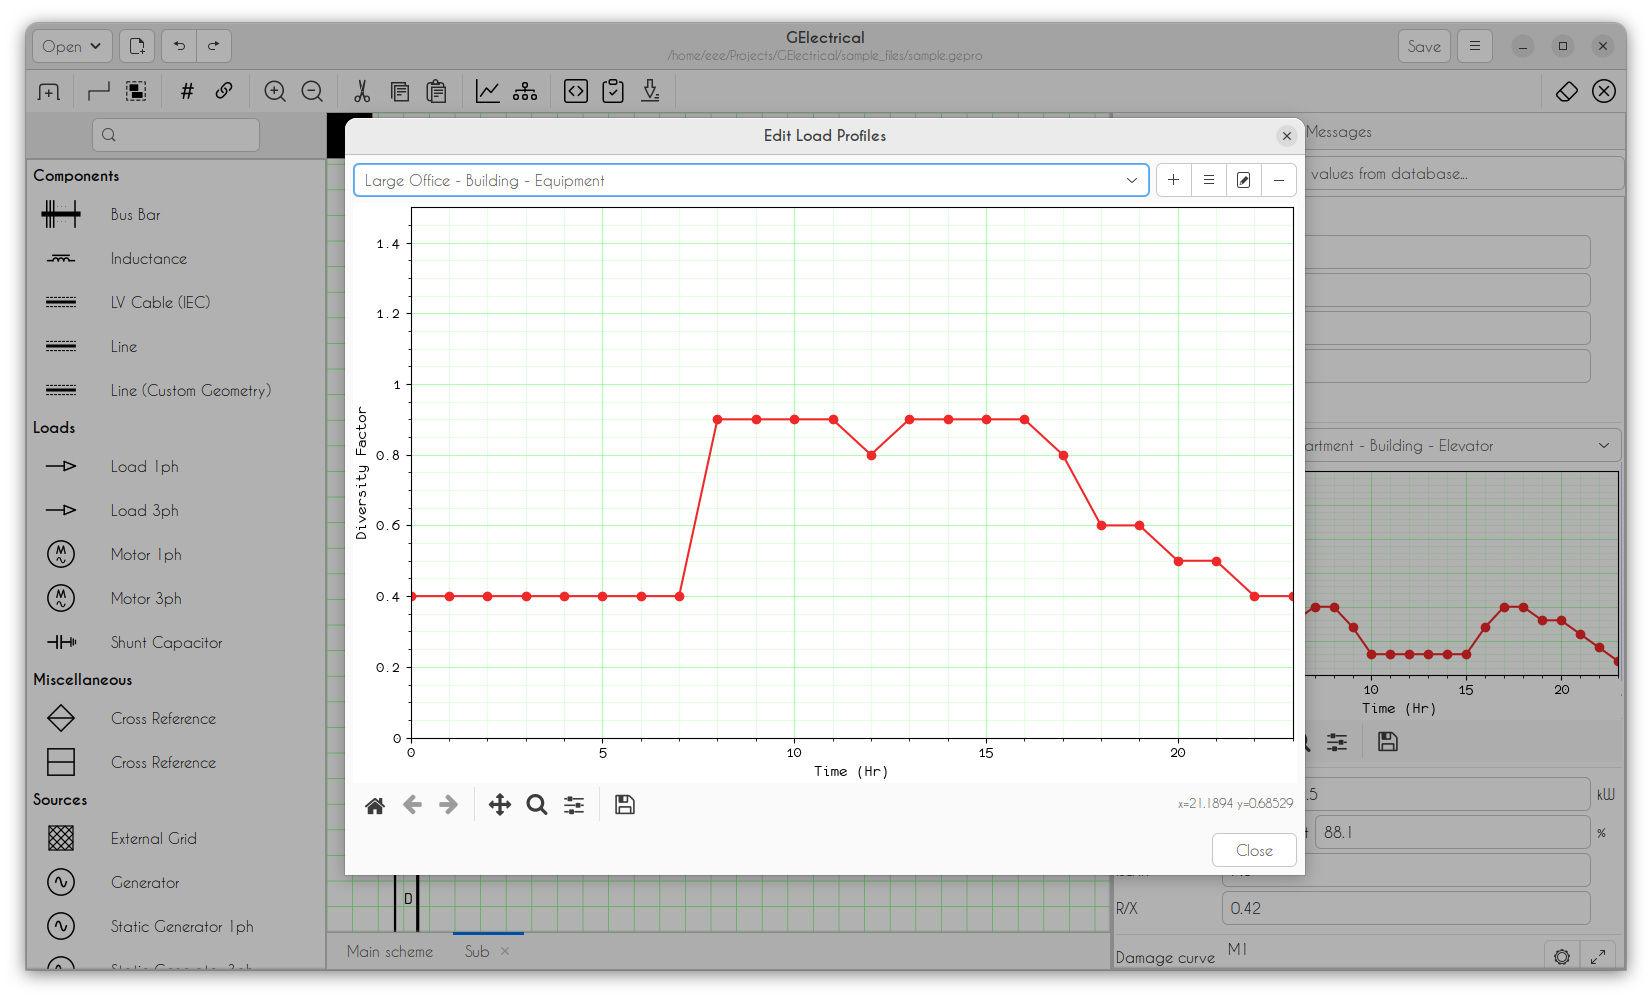 Open
GElectrical
/home/eee/Projects/GElectrical/sample_files/sample.gepro
Save
Components
Bus Bar
Inductance
LV Cable (IEC)
Line
Line (Custom Geometry)
Loads
Load 1ph
Load 3ph
Motor 1ph
Motor 3ph
Shunt Capacitor
Miscellaneous
Cross Reference
Cross Reference
Sources
External Grid
Generator
Static Generator 1ph
Static Generator 3ph
Edit Load Profiles
Large Office - Building - Equipment
1.4
1.2
1
0.8
0.6
0.4
0.2
0
Diversity Factor
0 5 10 15 20
Time (Hr)
x=21.1894 y=0.68529
Close
D
Main scheme
Sub
Messages
values from database...
artment - Building - Elevator
10 15 20
Time (Hr)
.5 kW
t 88.1 %
R/X 0.42
Damage curve M1